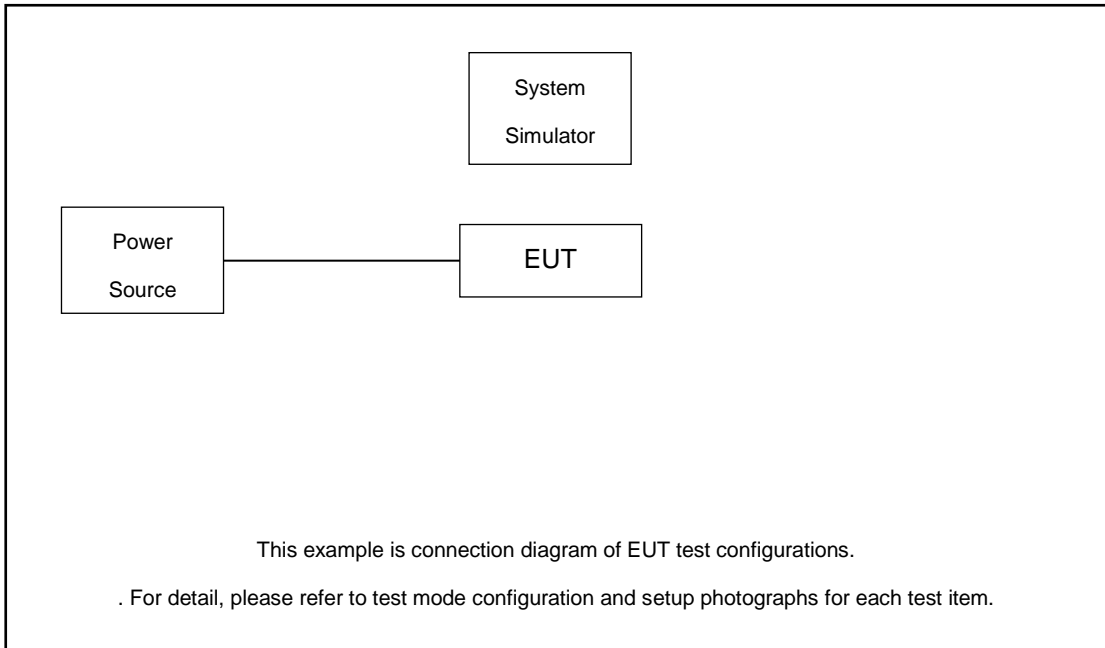 System
Simulator
Power
Source
EUT
This example is connection diagram of EUT test configurations.
. For detail, please refer to test mode configuration and setup photographs for each test item.